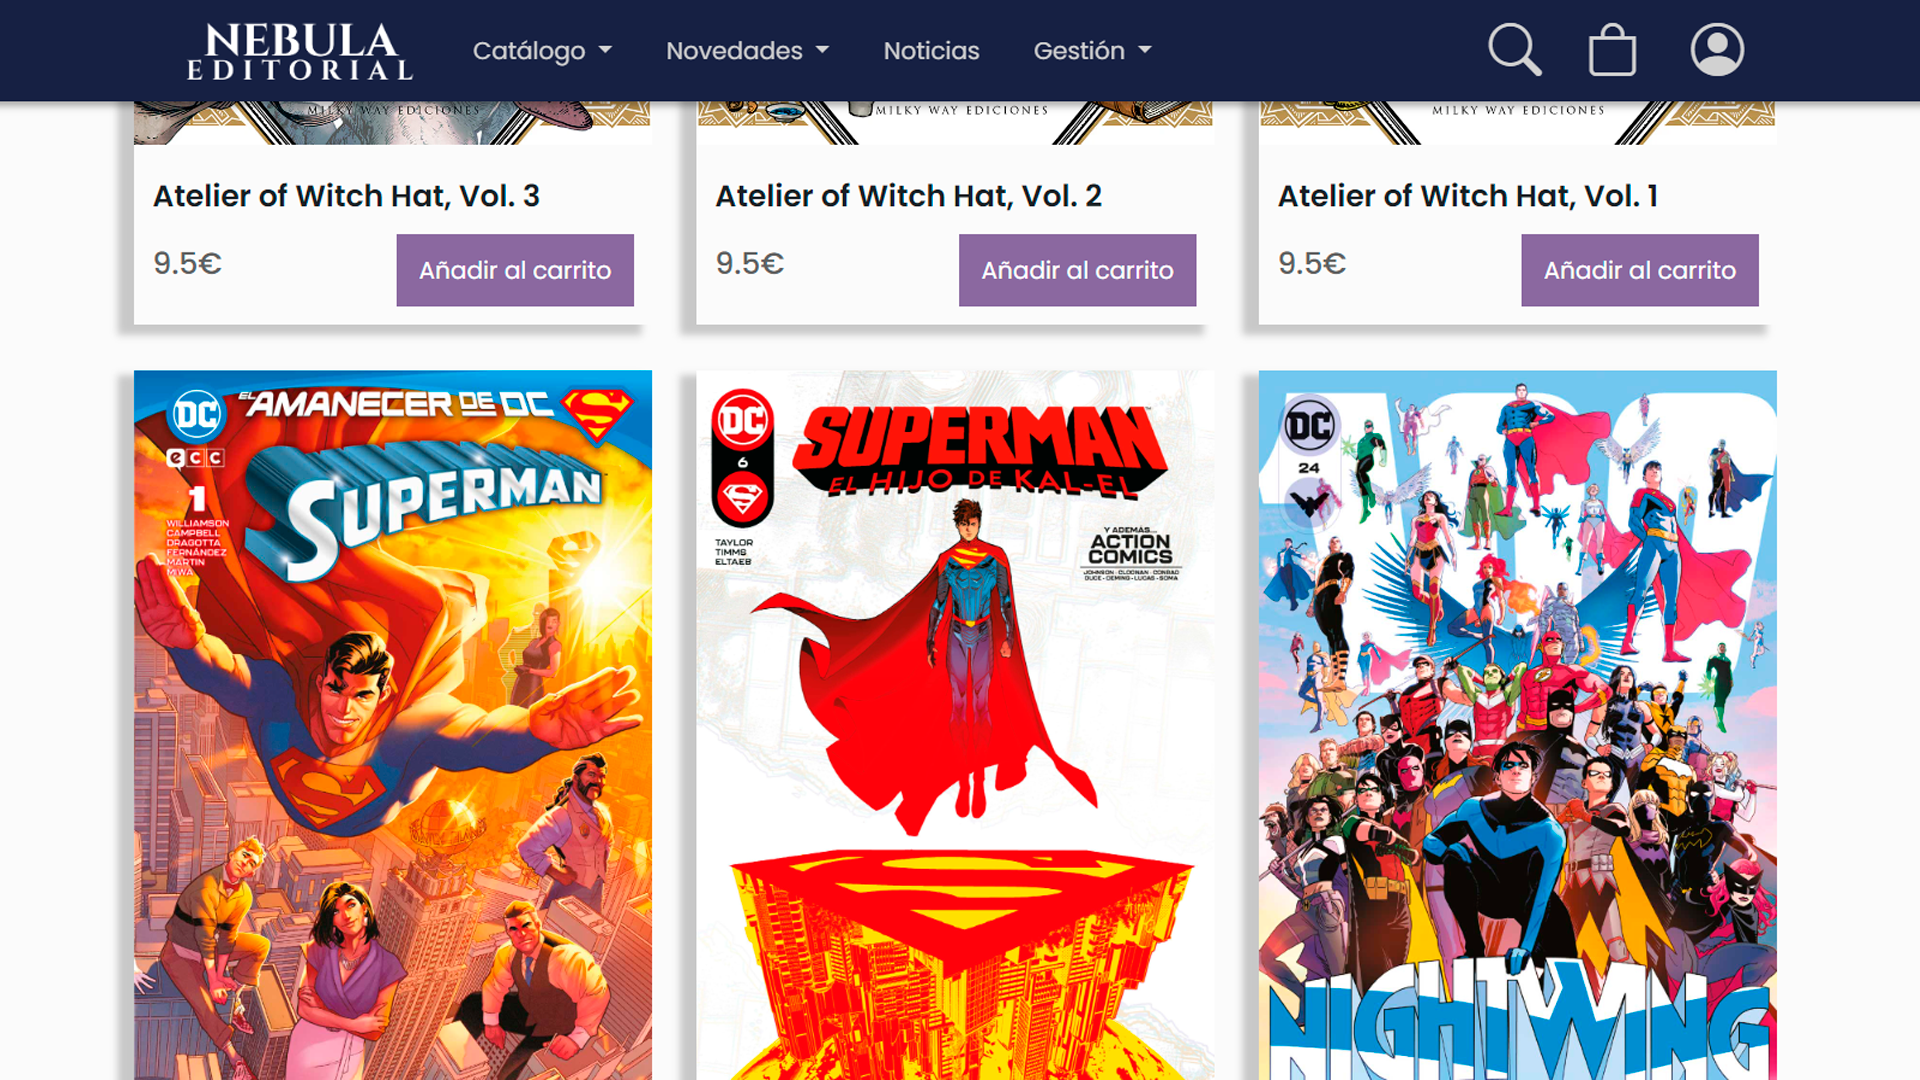 NEBULA
EDITORIAL
Catálogo
Novedades
Noticias
Gestión
MILKY WAY EDICIONES
MILKY WAY EDICIONES
MILKY WAY EDICIONES
Atelier of Witch Hat, Vol. 3
Atelier of Witch Hat, Vol. 2
Atelier of Witch Hat, Vol. 1
9.5€
Añadir al carrito
9.5€
Añadir al carrito
9.5€
Añadir al carrito
DC
EL AMANECER DE DC
ecc
SUPERMAN
1
WILLIAMSON
CAMPBELL
DRAGOTTA
FERNÁNDEZ
MARTIN
MIWA
DC
6
SUPERMAN
EL HIJO DE KAL-EL
TAYLOR
TIMMS
ELTAEB
Y ADEMÁS...
ACTION
COMICS
JOHNSON · CLOONAN · CONRAD
DUCE · DEMING · LUCAS · SOMA
DC
24
NIGHTWING